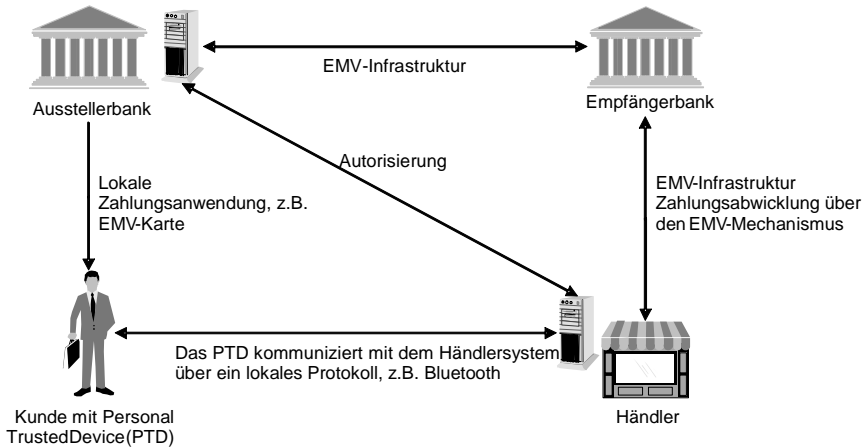 EMV-Infrastruktur
Ausstellerbank
Empfängerbank
Autorisierung
Lokale
Zahlungsanwendung, z.B.
EMV-Karte
EMV-Infrastruktur
Zahlungsabwicklung über
den EMV-Mechanismus
Das PTD kommuniziert mit dem Händlersystem
über ein lokales Protokoll, z.B. Bluetooth
Kunde mit Personal
TrustedDevice(PTD)
Händler